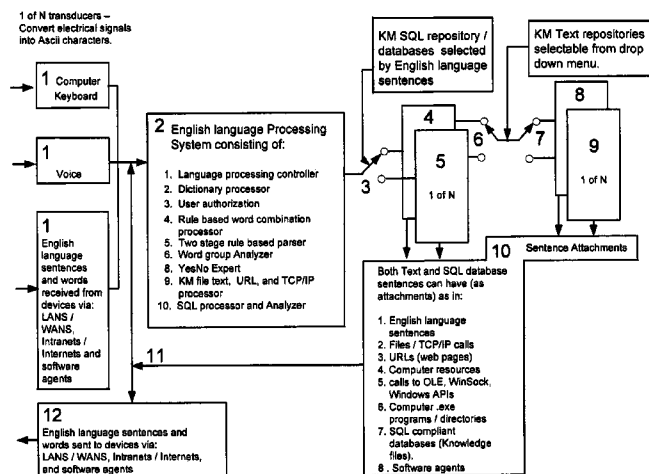 1 of N transducers –
Convert electrical signals
into Ascii characters.
1 Computer
Keyboard
1
Voice
1
English
language
sentences
and words
received from
devices via:
LANS /
WANS,
Intranets /
Internets and
software
agents
2 English language Processing
System consisting of:
1. Language processing controller
2. Dictionary processor
3. User authorization
4. Rule based word combination
processor
5. Two stage rule based parser
6. Word group Analyzer
8. YesNo Expert
9. KM file text, URL, and TCP/IP
processor
10. SQL processor and Analyzer
KM SQL repository /
databases selected
by English language
sentences
KM Text repositories
selectable from drop
down menu.
3
4
5
1 of N
6
7
8
9
1 of N
10 Sentence Attachments
Both Text and SQL database
sentences can have (as
attachments) as in:
1. English language
sentences
2. Files / TCP/IP calls
3. URLs (web pages)
4. Computer resources
5. calls to OLE, WinSock,
Windows APIs
6. Computer .exe
programs / directories
7. SQL compliant
databases (Knowledge
files).
8 . Software agents
11
12
English language sentences and
words sent to devices via:
LANS / WANS, Intranets / Internets,
and software agents